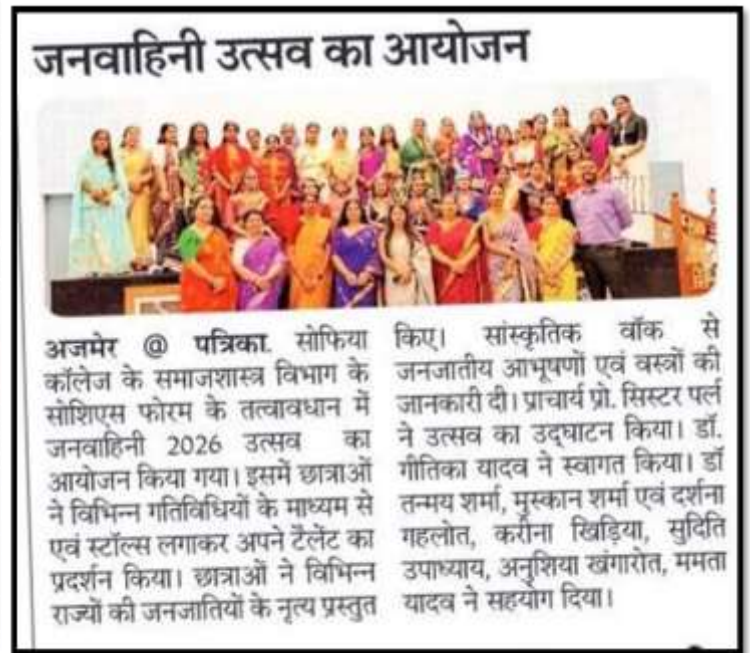 जनवाहिनी उत्सव का आयोजन
अजमेर @ पत्रिका. सोफिया
कॉलेज के समाजशास्त्र विभाग के
सोशिएस फोरम के तत्वावधान में
जनवाहिनी 2026 उत्सव का
आयोजन किया गया। इसमें छात्राओं
ने विभिन्न गतिविधियों के माध्यम से
एवं स्टॉल्स लगाकर अपने टैलेंट का
प्रदर्शन किया। छात्राओं ने विभिन्न
राज्यों की जनजातियों के नृत्य प्रस्तुत
किए। सांस्कृतिक वॉक से
जनजातीय आभूषणों एवं वस्त्रों की
जानकारी दी। प्राचार्य प्रो. सिस्टर पर्ल
ने उत्सव का उद्घाटन किया। डॉ.
गीतिका यादव ने स्वागत किया। डॉ
तन्मय शर्मा, मुस्कान शर्मा एवं दर्शना
गहलोत, करीना खिड़िया, सुदिति
उपाध्याय, अनुशिया खंगारोत, ममता
यादव ने सहयोग दिया।